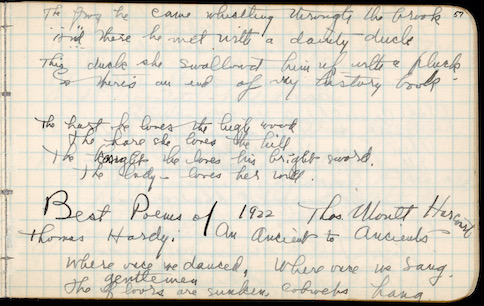 57
The frog he came whistling through the brook
And there he met with a dainty duck
This duck she swallowd him up with a pluck
So there's an end of my history book -
The hart he loves the high wood
The hare she loves the hill
The knight he loves his bright sword.
The lady - loves her will.
Best Poems of 1922 Thos. Moult Harcourt
Thomas Hardy. An Ancient to Ancients
Where once we danced, Where once we sang.
gentlemen
The floors are sunken cobwebs hang